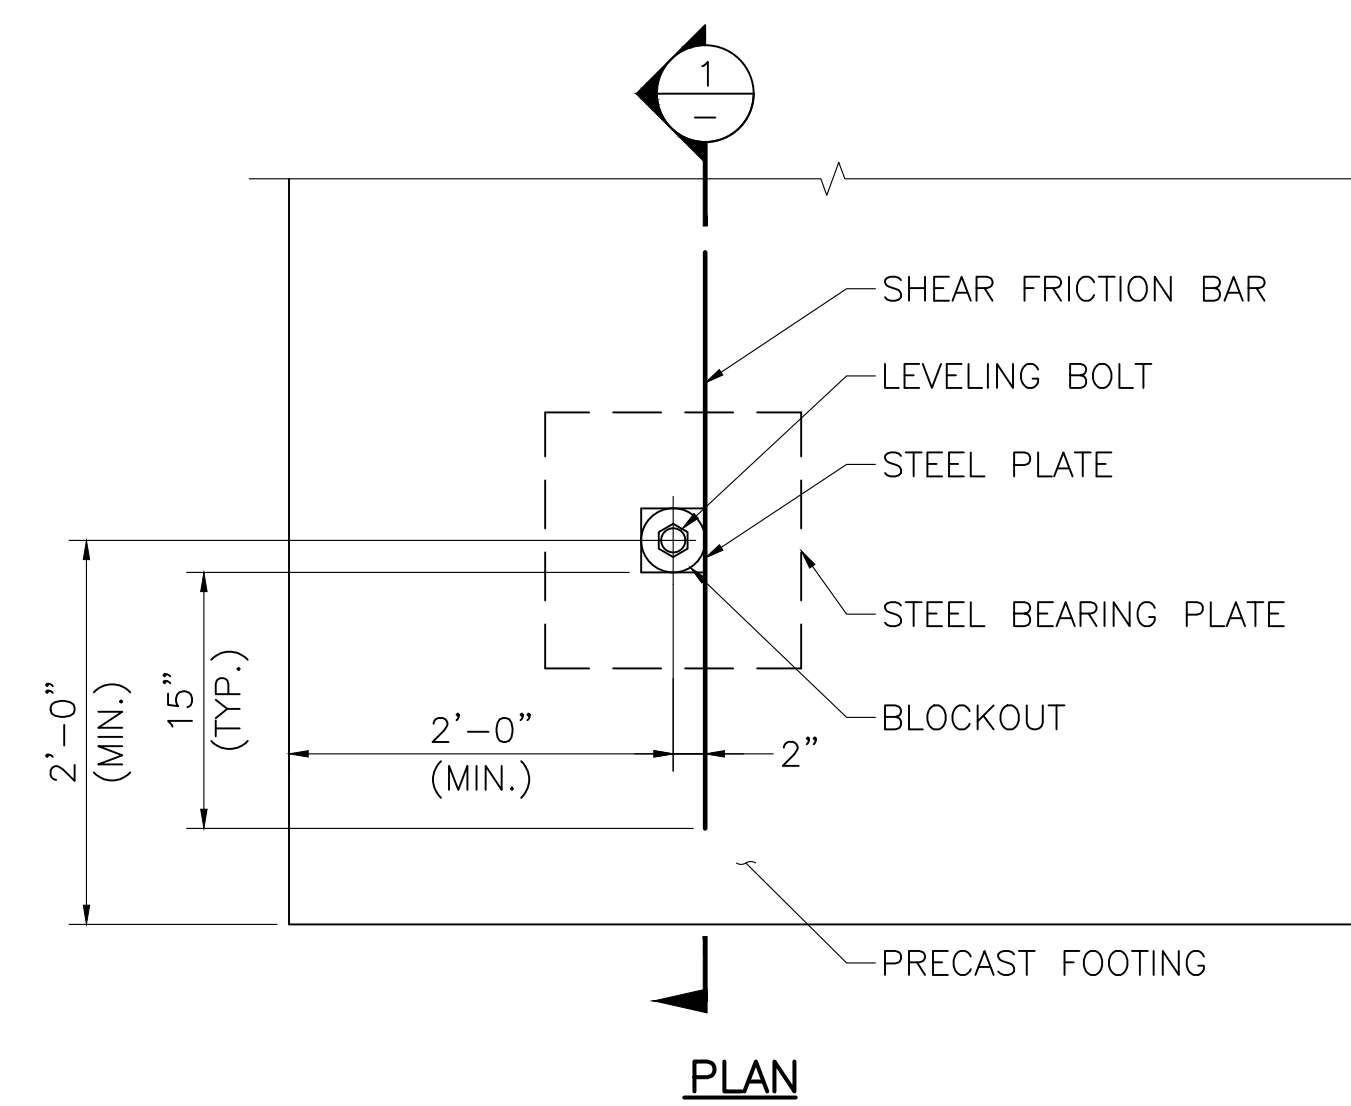 1
–
SHEAR FRICTION BAR
LEVELING BOLT
STEEL PLATE
STEEL BEARING PLATE
BLOCKOUT
2'–0"
(MIN.)
15"
(TYP.)
2'–0"
(MIN.)
2"
PRECAST FOOTING
PLAN